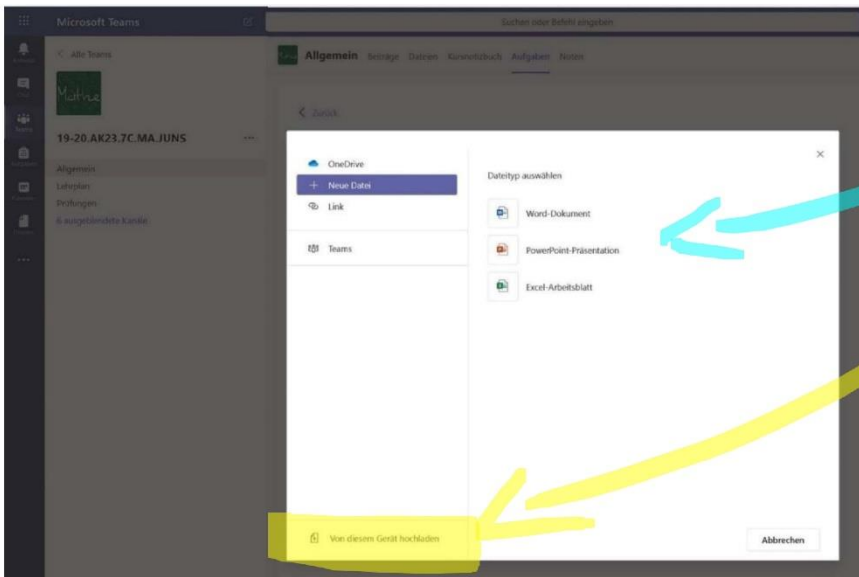 Microsoft Teams
Suchen oder Befehl eingeben
Alle Teams
Mathe
19-20.AK23.7C.MA.JUNS
Allgemein
Lehrplan
Prüfungen
6 ausgeblendete Kanäle
Allgemein Beiträge Dateien Kursnotizbuch Aufgaben Noten
Zurück
OneDrive
Neue Datei
Link
Teams
Von diesem Gerät hochladen
Dateityp auswählen
Word-Dokument
PowerPoint-Präsentation
Excel-Arbeitsblatt
Abbrechen